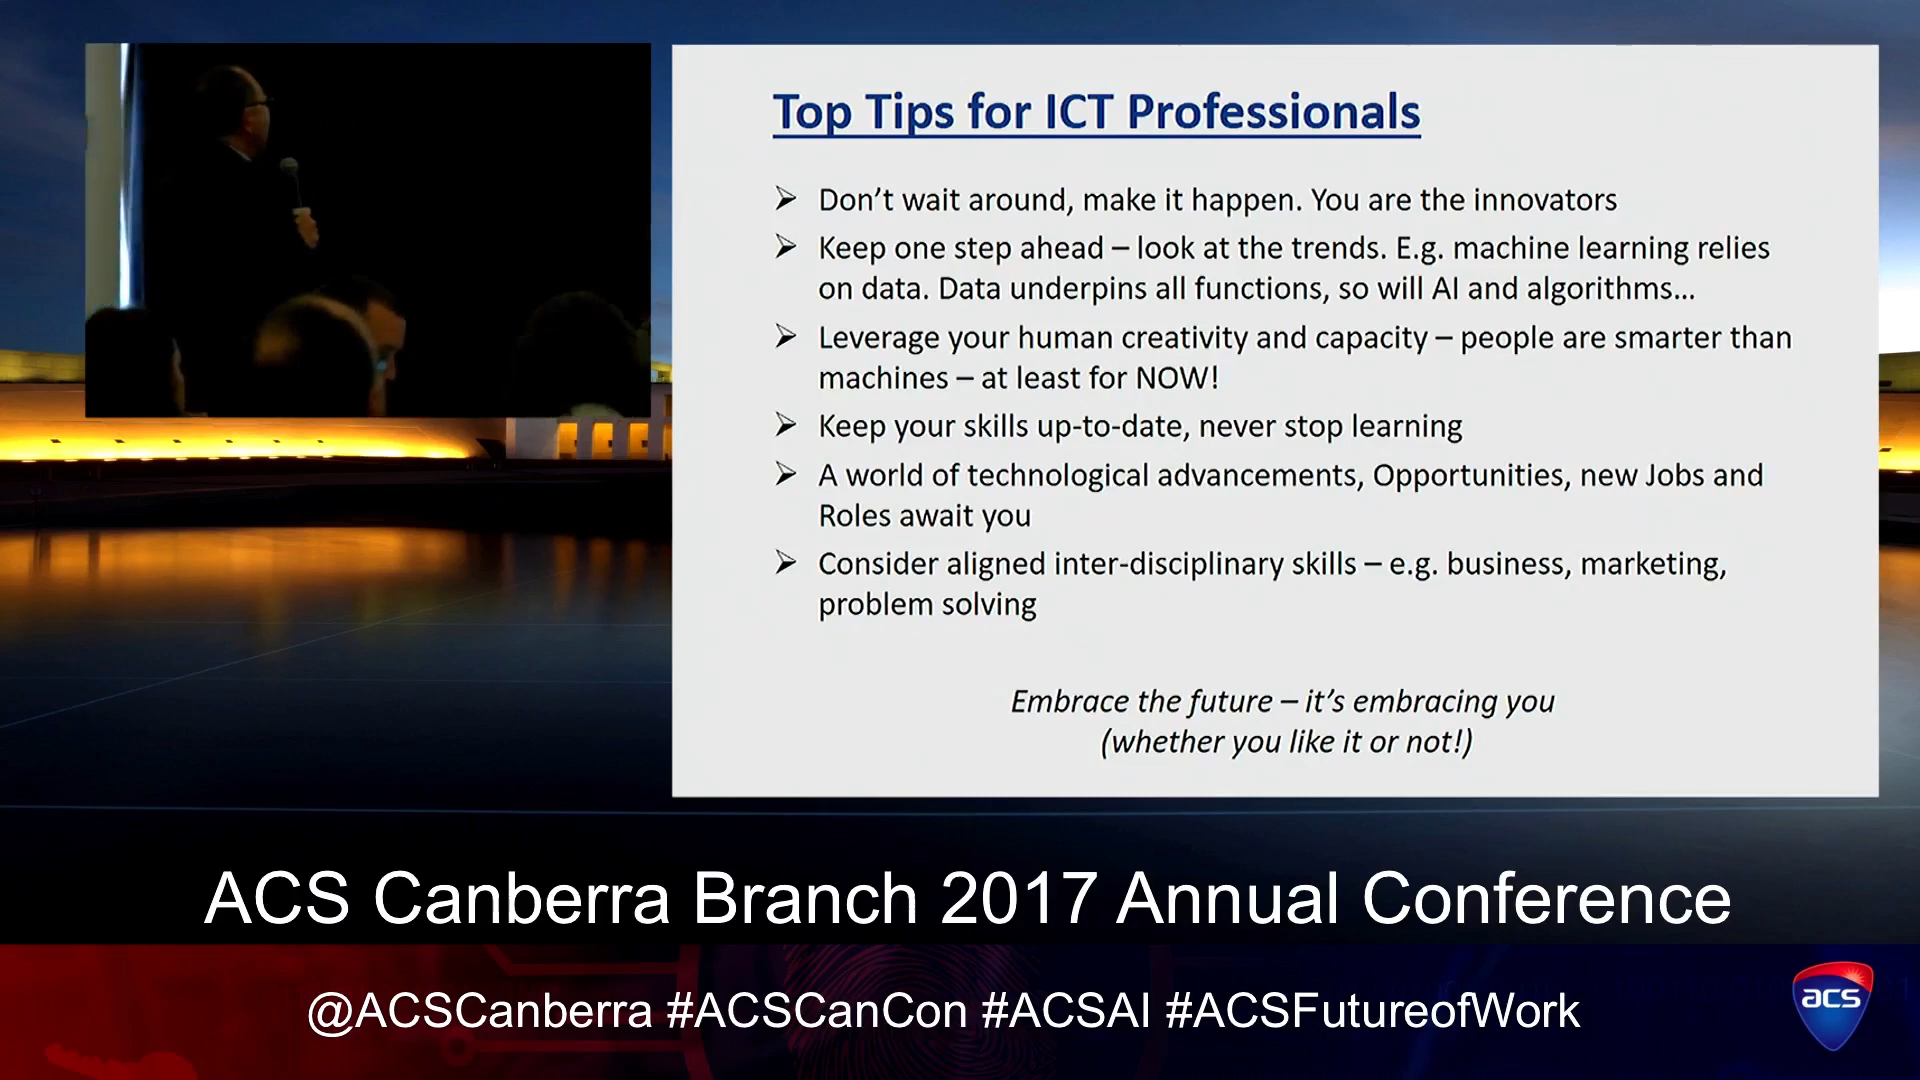 Top Tips for ICT Professionals
➢ Don’t wait around, make it happen. You are the innovators
➢ Keep one step ahead – look at the trends. E.g. machine learning relies
on data. Data underpins all functions, so will AI and algorithms...
➢ Leverage your human creativity and capacity – people are smarter than
machines – at least for NOW!
➢ Keep your skills up-to-date, never stop learning
➢ A world of technological advancements, Opportunities, new Jobs and
Roles await you
➢ Consider aligned inter-disciplinary skills – e.g. business, marketing,
problem solving
Embrace the future – it’s embracing you
(whether you like it or not!)
ACS Canberra Branch 2017 Annual Conference
@ACSCanberra #ACSCanCon #ACSAI #ACSFutureofWork
acs